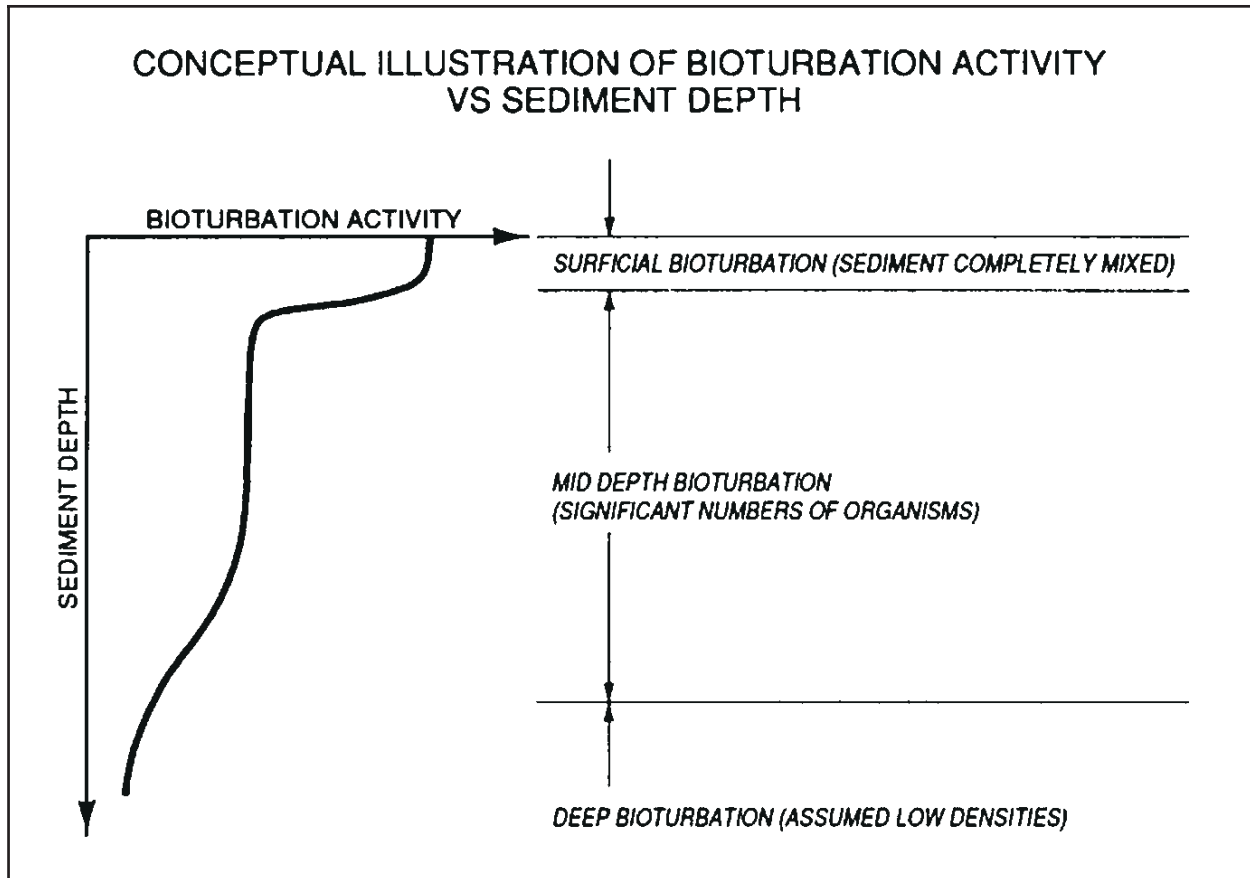 CONCEPTUAL ILLUSTRATION OF BIOTURBATION ACTIVITY
VS SEDIMENT DEPTH
BIOTURBATION ACTIVITY
SURFICIAL BIOTURBATION (SEDIMENT COMPLETELY MIXED)
SEDIMENT DEPTH
MID DEPTH BIOTURBATION
(SIGNIFICANT NUMBERS OF ORGANISMS)
DEEP BIOTURBATION (ASSUMED LOW DENSITIES)